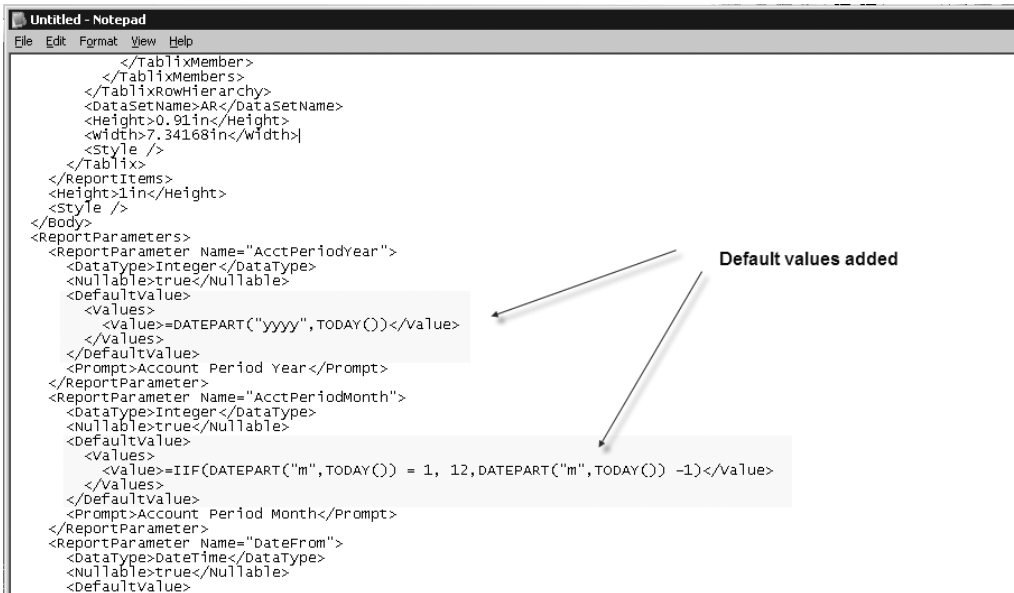 Untitled - Notepad
File Edit Format View Help
</TablixMember>
</TablixMembers>
</TablixRowHierarchy>
<DataSetName>AR</DataSetName>
<Height>0.91in</Height>
<Width>7.34168in</Width>
<Style />
</Tablix>
</ReportItems>
<Height>1in</Height>
<Style />
</Body>
<ReportParameters>
<ReportParameter Name="AcctPeriodYear">
<DataType>Integer</DataType>
<Nullable>true</Nullable>
<DefaultValue>
<Values>
<Value>=DATEPART("yyyy",TODAY())</Value>
</Values>
</DefaultValue>
<Prompt>Account Period Year</Prompt>
</ReportParameter>
<ReportParameter Name="AcctPeriodMonth">
<DataType>Integer</DataType>
<Nullable>true</Nullable>
<DefaultValue>
<Values>
<Value>=IIF(DATEPART("m",TODAY()) = 1, 12,DATEPART("m",TODAY()) -1)</Value>
</Values>
</DefaultValue>
<Prompt>Account Period Month</Prompt>
</ReportParameter>
<ReportParameter Name="DateFrom">
<DataType>DateTime</DataType>
<Nullable>true</Nullable>
<DefaultValue>
Default values added